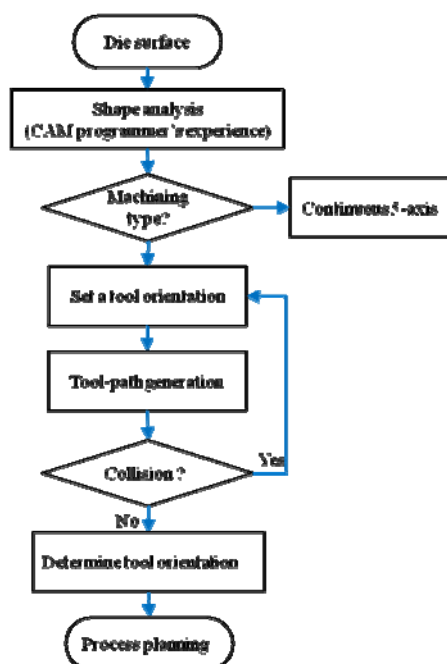 Die surface
Shape analysis
(CAM programmer's experience)
Machining
type?
Continuous 5-axis
Set a tool orientation
Tool-path generation
Collision ?
Yes
No
Determine tool orientation
Process planning